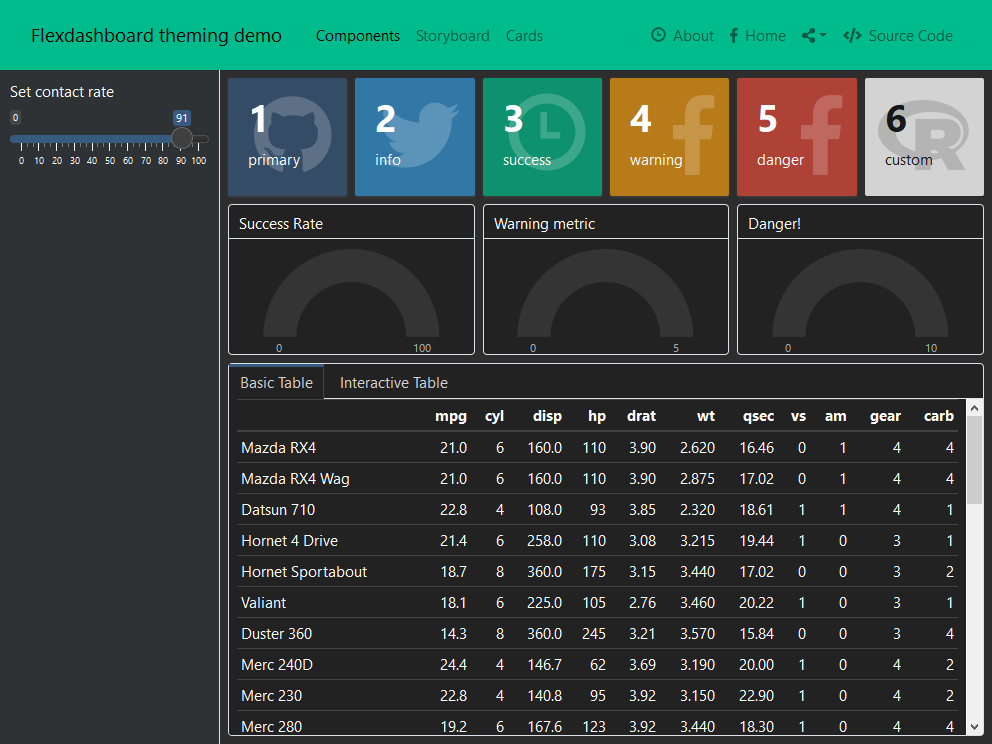 Flexdashboard theming demo Components Storyboard Cards About Home Source Code
Set contact rate
0 91
0 10 20 30 40 50 60 70 80 90 100
1 2 3 4 5 6
primary info success warning danger custom
Success Rate Warning metric Danger!
0 100 0 5 0 10
Basic Table Interactive Table
mpg cyl disp hp drat wt qsec vs am gear carb
Mazda RX4 21.0 6 160.0 110 3.90 2.620 16.46 0 1 4 4
Mazda RX4 Wag 21.0 6 160.0 110 3.90 2.875 17.02 0 1 4 4
Datsun 710 22.8 4 108.0 93 3.85 2.320 18.61 1 1 4 1
Hornet 4 Drive 21.4 6 258.0 110 3.08 3.215 19.44 1 0 3 1
Hornet Sportabout 18.7 8 360.0 175 3.15 3.440 17.02 0 0 3 2
Valiant 18.1 6 225.0 105 2.76 3.460 20.22 1 0 3 1
Duster 360 14.3 8 360.0 245 3.21 3.570 15.84 0 0 3 4
Merc 240D 24.4 4 146.7 62 3.69 3.190 20.00 1 0 4 2
Merc 230 22.8 4 140.8 95 3.92 3.150 22.90 1 0 4 2
Merc 280 19.2 6 167.6 123 3.92 3.440 18.30 1 0 4 4